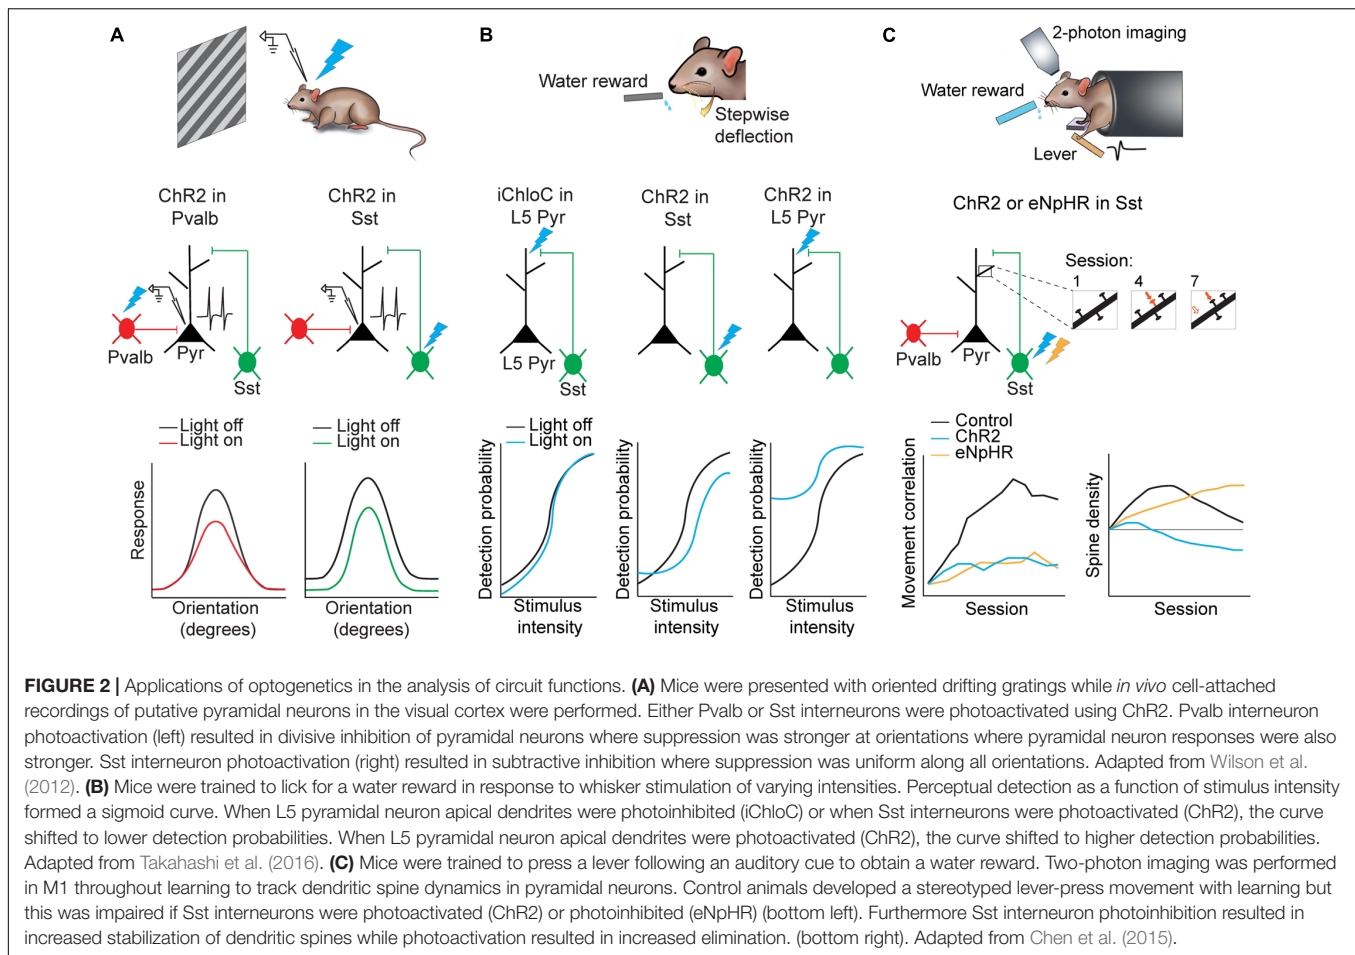 A
B
C
2-photon imaging
Water reward
Water reward
Stepwise
deflection
Lever
ChR2 in
Pvalb
ChR2 in
Sst
iChloC in
L5 Pyr
ChR2 in
Sst
ChR2 in
L5 Pyr
ChR2 or eNpHR in Sst
Session:
1
4
7
Pvalb
Pyr
Sst
L5 Pyr
Sst
Pvalb
Pyr
Sst
Light off
Light on
Light off
Light on
Light off
Light on
Control
ChR2
eNpHR
Response
Orientation
(degrees)
Orientation
(degrees)
Detection probability
Stimulus
intensity
Detection probability
Stimulus
intensity
Detection probability
Stimulus
intensity
Movement correlation
Session
Spine density
Session
FIGURE 2 | Applications of optogenetics in the analysis of circuit functions. (A) Mice were presented with oriented drifting gratings while in vivo cell-attached
recordings of putative pyramidal neurons in the visual cortex were performed. Either Pvalb or Sst interneurons were photoactivated using ChR2. Pvalb interneuron
photoactivation (left) resulted in divisive inhibition of pyramidal neurons where suppression was stronger at orientations where pyramidal neuron responses were also
stronger. Sst interneuron photoactivation (right) resulted in subtractive inhibition where suppression was uniform along all orientations. Adapted from Wilson et al.
(2012). (B) Mice were trained to lick for a water reward in response to whisker stimulation of varying intensities. Perceptual detection as a function of stimulus intensity
formed a sigmoid curve. When L5 pyramidal neuron apical dendrites were photoinhibited (iChloC) or when Sst interneurons were photoactivated (ChR2), the curve
shifted to lower detection probabilities. When L5 pyramidal neuron apical dendrites were photoactivated (ChR2), the curve shifted to higher detection probabilities.
Adapted from Takahashi et al. (2016). (C) Mice were trained to press a lever following an auditory cue to obtain a water reward. Two-photon imaging was performed
in M1 throughout learning to track dendritic spine dynamics in pyramidal neurons. Control animals developed a stereotyped lever-press movement with learning but
this was impaired if Sst interneurons were photoactivated (ChR2) or photoinhibited (eNpHR) (bottom left). Furthermore Sst interneuron photoinhibition resulted in
increased stabilization of dendritic spines while photoactivation resulted in increased elimination. (bottom right). Adapted from Chen et al. (2015).